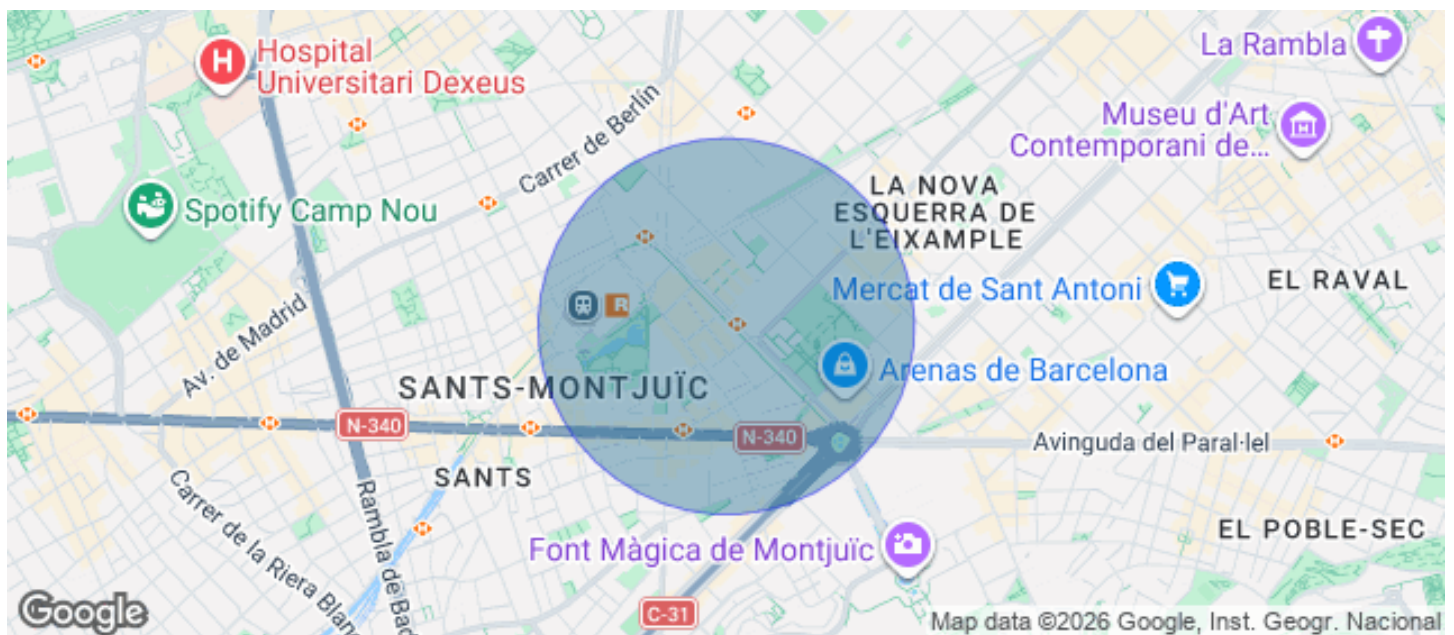 Hospital
Universitari Dexeus
La Rambla
Museu d'Art
Contemporani de...
Carrer de Berlín
LA NOVA
ESQUERRA DE
L'EIXAMPLE
Spotify Camp Nou
Mercat de Sant Antoni
EL RAVAL
R
Av. de Madrid
Arenas de Barcelona
SANTS-MONTJUÏC
N-340
N-340
Avinguda del Paral·lel
SANTS
Carrer de la Riera Blanc
Rambla de Bad
EL POBLE-SEC
Font Màgica de Montjuïc
C-31
Google
Map data ©2026 Google, Inst. Geogr. Nacional